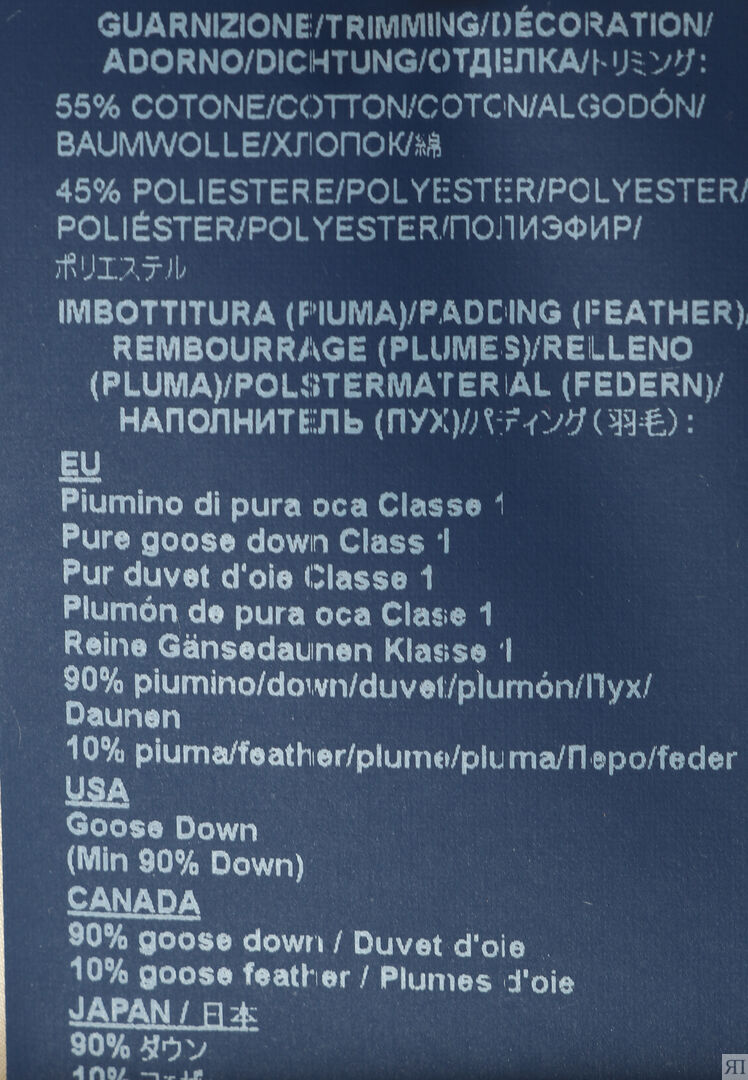 GUARNIZIONE/TRIMMING/DÉCORATION/
ADORNO/DICHTUNG/ОТДЕЛКА/トリミング:
55% COTONE/COTTON/COTON/ALGODÓN/
BAUMWOLLE/ХЛОПОК/綿
45% POLIESTERE/POLYESTER/POLYESTER/
POLIÉSTER/POLYESTER/ПОЛИЭФИР/
ポリエステル
IMBOTTITURA (PIUMA)/PADDING (FEATHER)/
REMBOURRAGE (PLUMES)/RELLENO
(PLUMA)/POLSTERMATERIAL (FEDERN)/
НАПОЛНИТЕЛЬ (ПУХ)/パディング(羽毛):
EU
Piumino di pura oca Classe 1
Pure goose down Class 1
Pur duvet d'oie Classe 1
Plumón de pura oca Clase 1
Reine Gänsedaunen Klasse 1
90% piumino/down/duvet/plumón/Пух/
Daunen
10% piuma/feather/plume/pluma/Перо/feder
USA
Goose Down
(Min 90% Down)
CANADA
90% goose down / Duvet d'oie
10% goose feather / Plumes d'oie
JAPAN / 日本
90% ダウン
10%